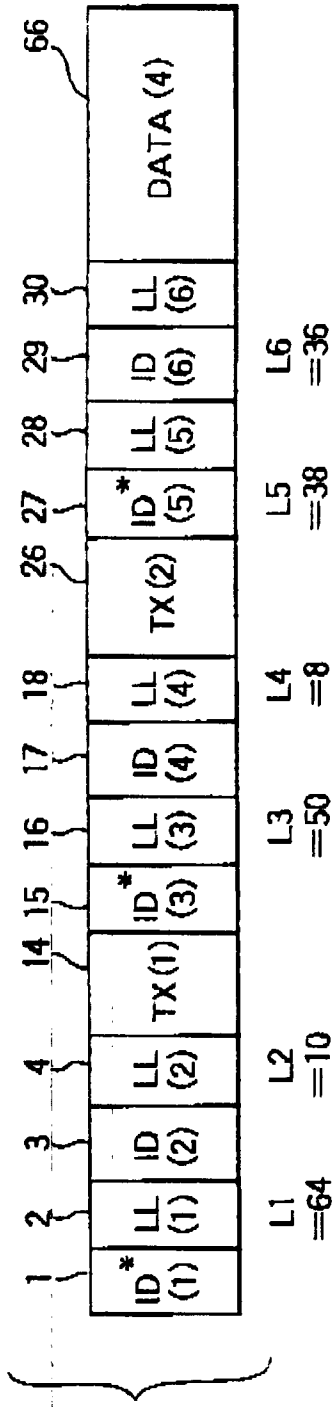 1 2 3 4 14 15 16 17 18 26 27 28 29 30 66
ID* (1) LL (1) ID (2) LL (2) TX(1) ID* (3) LL (3) ID (4) LL (4) TX(2) ID* (5) LL (5) ID (6) LL (6) DATA (4)
L1 L2 L3 L4 L5 L6
=64 =10 =50 =8 =38 =36